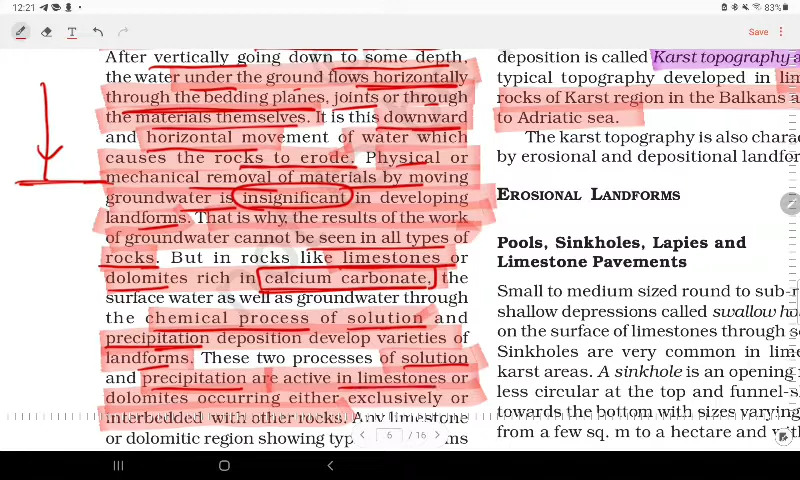 12:21
83%
T
Save
After vertically going down to some depth,
the water under the ground flows horizontally
through the bedding planes, joints or through
the materials themselves. It is this downward
and horizontal movement of water which
causes the rocks to erode. Physical or
mechanical removal of materials by moving
groundwater is insignificant in developing
landforms. That is why the results of the work
of groundwater cannot be seen in all types of
rocks. But in rocks like limestones or
dolomites rich in calcium carbonate, the
surface water as well as groundwater through
the chemical process of solution and
precipitation deposition develop varieties of
landforms. These two processes of solution
and precipitation are active in limestones or
dolomites occurring either exclusively or
interbedded with other rocks. Any limestone
or dolomitic region showing
deposition is called Karst topography
typical topography developed in
rocks of Karst region in the Balkans
to Adriatic sea.
The karst topography is also
by erosional and depositional
EROSIONAL LANDFORMS
Pools, Sinkholes, Lapies and
Limestone Pavements
Small to medium sized round to
shallow depressions called swallow
on the surface of limestones through
Sinkholes are very common in
karst areas. A sinkhole is an opening
less circular at the top and
towards the bottom with sizes varying
from a few sq. m to a hectare and
6 /16